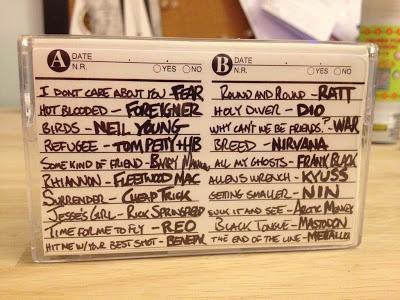 A DATE
N.R. YES NO
I DONT CARE ABOUT YOU - FEAR
HOT BLOODED - FOREIGNER
BIRDS - NEIL YOUNG
REFUGEE - TOM PETTY + HB
SOME KIND OF FRIEND - BARRY MANILOW
RHIANNON - FLEETWOOD MAC
SURRENDER - CHEAP TRICK
JESSE'S GIRL - RICK SPRINGFIELD
TIME FOR ME TO FLY - REO
HIT ME W/ YOUR BEST SHOT - BENETAR
B DATE
N.R. YES NO
ROUND AND ROUND - RATT
HOLY DIVER - DIO
WHY CAN'T WE BE FRIENDS? - WAR
BREED - NIRVANA
ALL MY GHOSTS - FRANK BLACK
ALLEN'S WRENCH - KYUSS
GETTING SMALLER - NIN
SUCK IT AND SEE - ARCTIC MONKEYS
BLACK TONGUE - MASTODON
THE END OF THE LINE - METALLICA